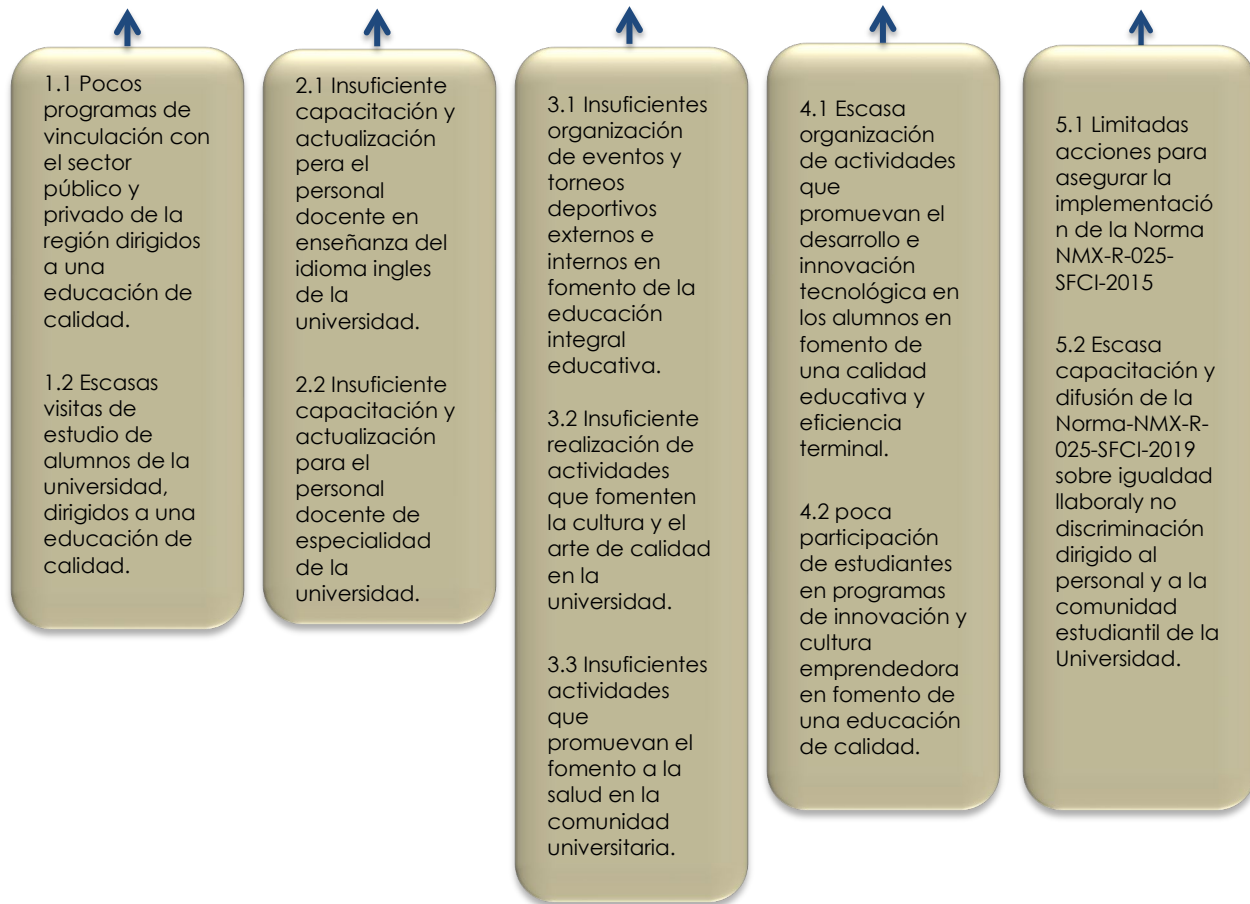 1.1 Pocos
programas de
vinculación con
el sector
público y
privado de la
región dirigidos
a una
educación de
calidad.
1.2 Escasas
visitas de
estudio de
alumnos de la
universidad,
dirigidos a una
educación de
calidad.
2.1 Insuficiente
capacitación y
actualización
pera el
personal
docente en
enseñanza del
idioma ingles
de la
universidad.
2.2 Insuficiente
capacitación y
actualización
para el
personal
docente de
especialidad
de la
universidad.
3.1 Insuficientes
organización
de eventos y
torneos
deportivos
externos e
internos en
fomento de la
educación
integral
educativa.
3.2 Insuficiente
realización de
actividades
que fomenten
la cultura y el
arte de calidad
en la
universidad.
3.3 Insuficientes
actividades
que
promuevan el
fomento a la
salud en la
comunidad
universitaria.
4.1 Escasa
organización
de actividades
que
promuevan el
desarrollo e
innovación
tecnológica en
los alumnos en
fomento de
una calidad
educativa y
eficiencia
terminal.
4.2 poca
participación
de estudiantes
en programas
de innovación y
cultura
emprendedora
en fomento de
una educación
de calidad.
5.1 Limitadas
acciones para
asegurar la
implementació
n de la Norma
NMX-R-025-
SFCI-2015
5.2 Escasa
capacitación y
difusión de la
Norma-NMX-R-
025-SFCI-2019
sobre igualdad
llaboraly no
discriminación
dirigido al
personal y a la
comunidad
estudiantil de la
Universidad.